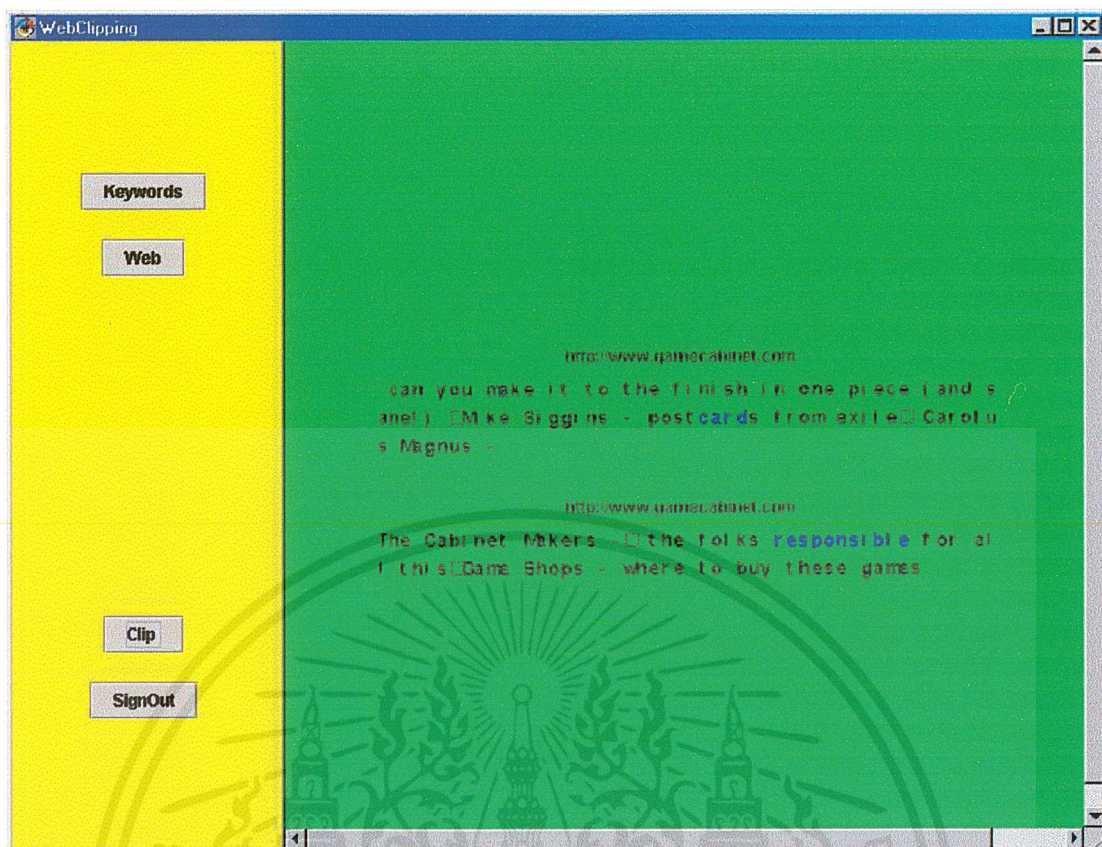 WebClipping
Keywords
Web
http://www.gamecabinet.com
can you make it to the finish in one piece (and s
ane!) □Mike Siggins - postcards from exile□ Carolu
s Magnus -
http://www.gamecabinet.com
The Cabinet Makers -□ the folks responsible for al
l this□Game Shops - where to buy these games
Clip
SignOut